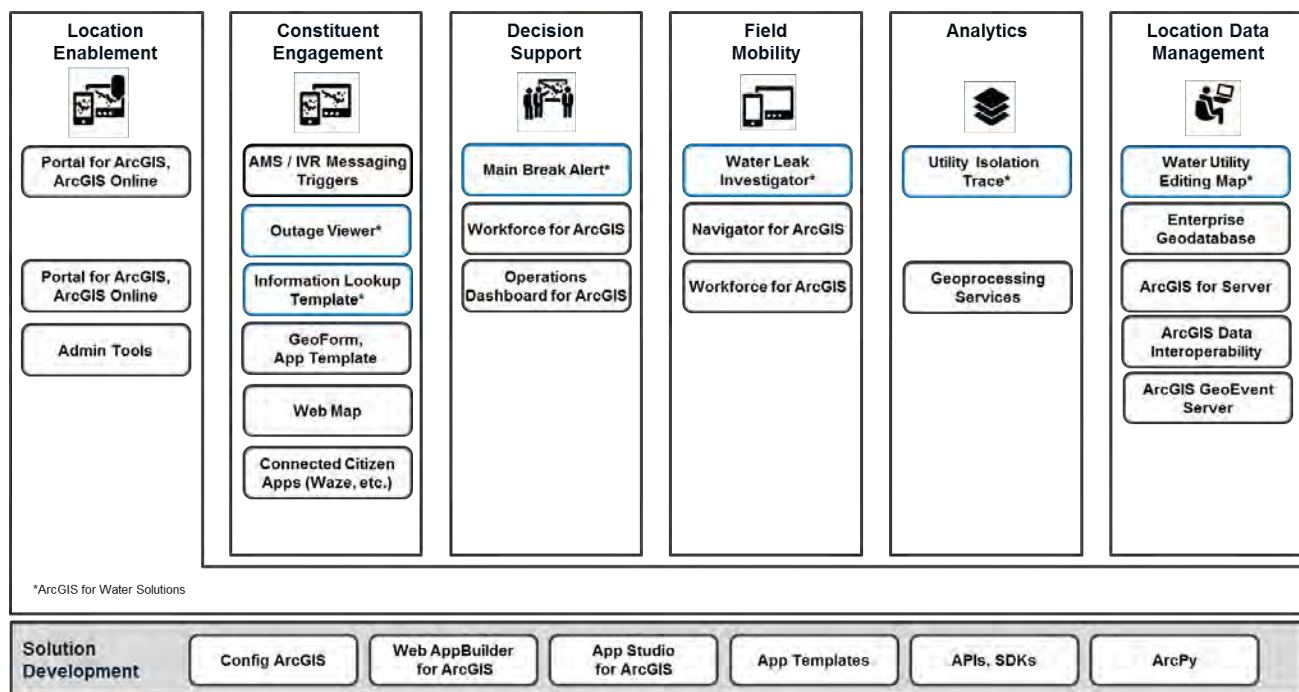 Location
Enablement
Portal for ArcGIS,
ArcGIS Online
Portal for ArcGIS,
ArcGIS Online
Admin Tools
Constituent
Engagement
AMS / IVR Messaging
Triggers
Outage Viewer*
Information Lookup
Template*
GeoForm,
App Template
Web Map
Connected Citizen
Apps (Waze, etc.)
Decision
Support
Main Break Alert*
Workforce for ArcGIS
Operations
Dashboard for ArcGIS
Field
Mobility
Water Leak
Investigator*
Navigator for ArcGIS
Workforce for ArcGIS
Analytics
Utility Isolation
Trace*
Geoprocessing
Services
Location Data
Management
Water Utility
Editing Map*
Enterprise
Geodatabase
ArcGIS for Server
ArcGIS Data
Interoperability
ArcGIS GeoEvent
Server
*ArcGIS for Water Solutions
Solution
Development
Config ArcGIS
Web AppBuilder
for ArcGIS
App Studio
for ArcGIS
App Templates
APIs, SDKs
ArcPy